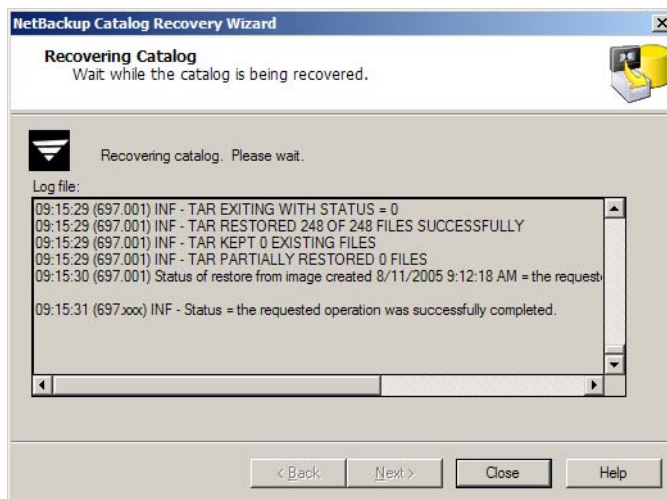 NetBackup Catalog Recovery Wizard
Recovering Catalog
Wait while the catalog is being recovered.
Recovering catalog. Please wait.
Log file:
09:15:29 (697.001) INF - TAR EXITING WITH STATUS = 0
09:15:29 (697.001) INF - TAR RESTORED 248 OF 248 FILES SUCCESSFULLY
09:15:29 (697.001) INF - TAR KEPT 0 EXISTING FILES
09:15:29 (697.001) INF - TAR PARTIALLY RESTORED 0 FILES
09:15:30 (697.001) Status of restore from image created 8/11/2005 9:12:18 AM = the requeste
09:15:31 (697.xxx) INF - Status = the requested operation was successfully completed.
< Back Next > Close Help